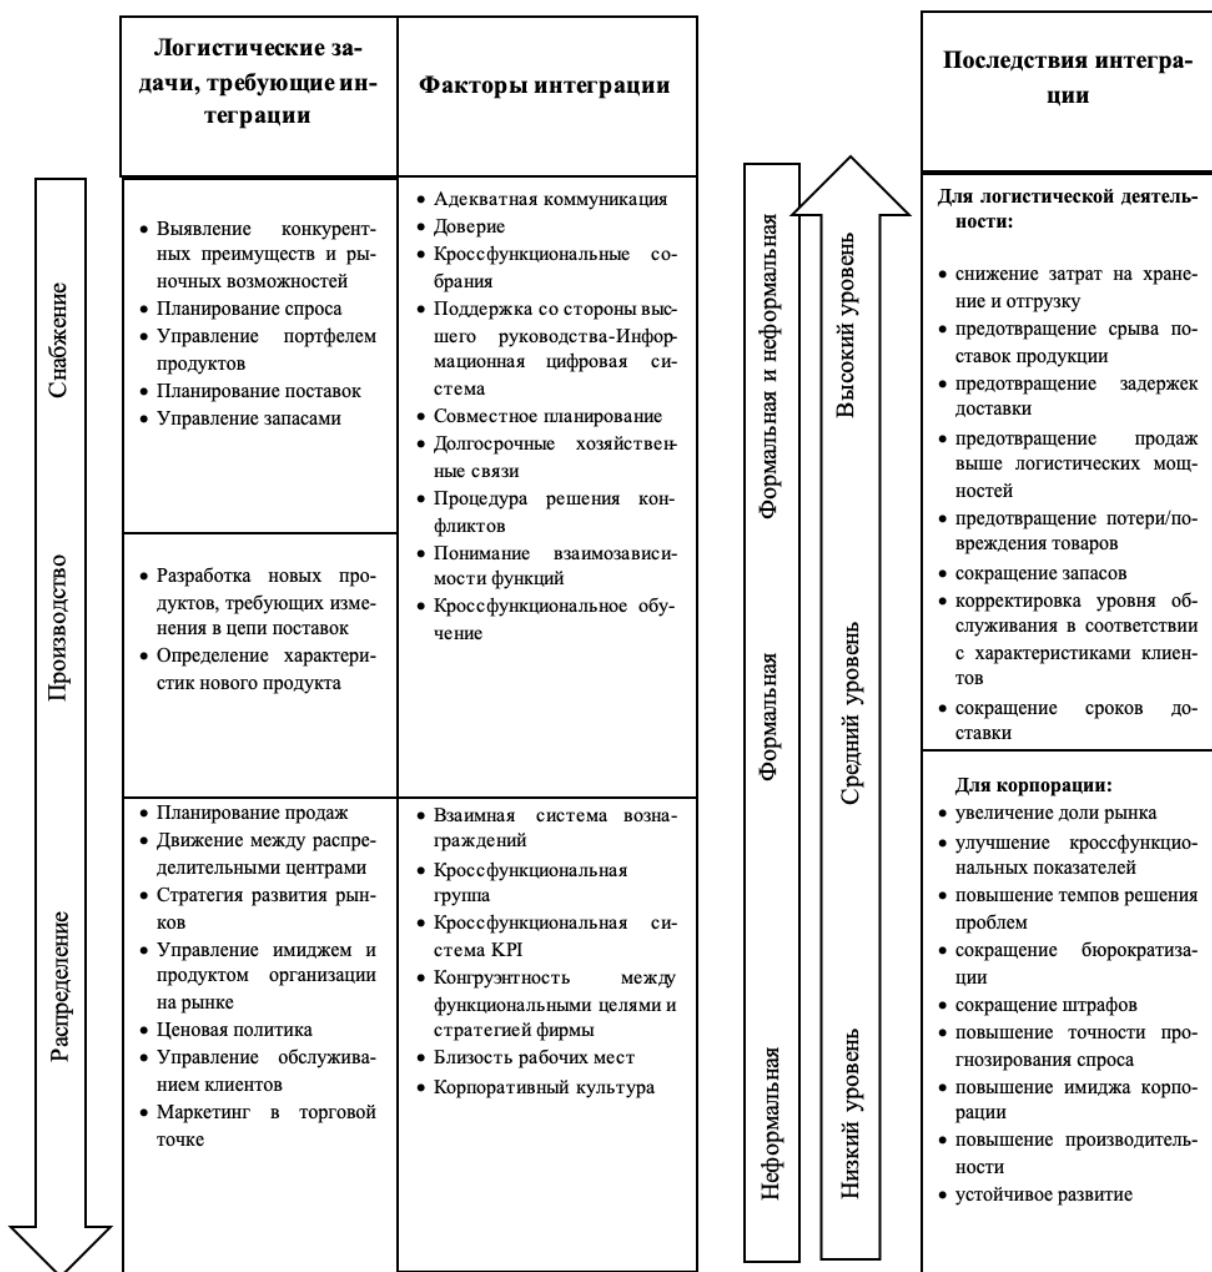 Логистические за-
дачи, требующие ин-
теграции
Факторы интеграции
Последствия интегра-
ции
Снабжение
Производство
Распределение
• Выявление конкурент-
ных преимуществ и ры-
ночных возможностей
• Планирование спроса
• Управление портфелем
продуктов
• Планирование поставок
• Управление запасами
• Разработка новых про-
дуктов, требующих изме-
нения в цепи поставок
• Определение характери-
стик нового продукта
• Планирование продаж
• Движение между распре-
делительными центрами
• Стратегия развития рын-
ков
• Управление имиджем и
продуктом организации
на рынке
• Ценовая политика
• Управление обслужива-
нием клиентов
• Маркетинг в торговой
точке
• Адекватная коммуникация
• Доверие
• Кроссфункциональные со-
брания
• Поддержка со стороны выс-
шего руководства-Инфор-
мационная цифровая си-
стема
• Совместное планирование
• Долгосрочные хозяйствен-
ные связи
• Процедура решения кон-
фликтов
• Понимание взаимозависи-
мости функций
• Кроссфункциональное обу-
чение
• Взаимная система возна-
граждений
• Кроссфункциональная
группа
• Кроссфункциональная си-
стема KPI
• Конгруэнтность между
функциональными целями и
стратегией фирмы
• Близость рабочих мест
• Корпоративный культура
Формальная и неформальная
Формальная
Неформальная
Высокий уровень
Средний уровень
Низкий уровень
Для логистической деятель-
ности:
• снижение затрат на хране-
ние и отгрузку
• предотвращение срыва по-
ставок продукции
• предотвращение задержек
доставки
• предотвращение продаж
выше логистических мощ-
ностей
• предотвращение потери/по-
вреждения товаров
• сокращение запасов
• корректировка уровня об-
служивания в соответствии
с характеристиками клиен-
тов
• сокращение сроков до-
ставки
Для корпорации:
• увеличение доли рынка
• улучшение кроссфункцио-
нальных показателей
• повышение темпов решения
проблем
• сокращение бюрократиза-
ции
• сокращение штрафов
• повышение точности про-
гнозирования спроса
• повышение имиджа корпо-
рации
• повышение производитель-
ности
• устойчивое развитие